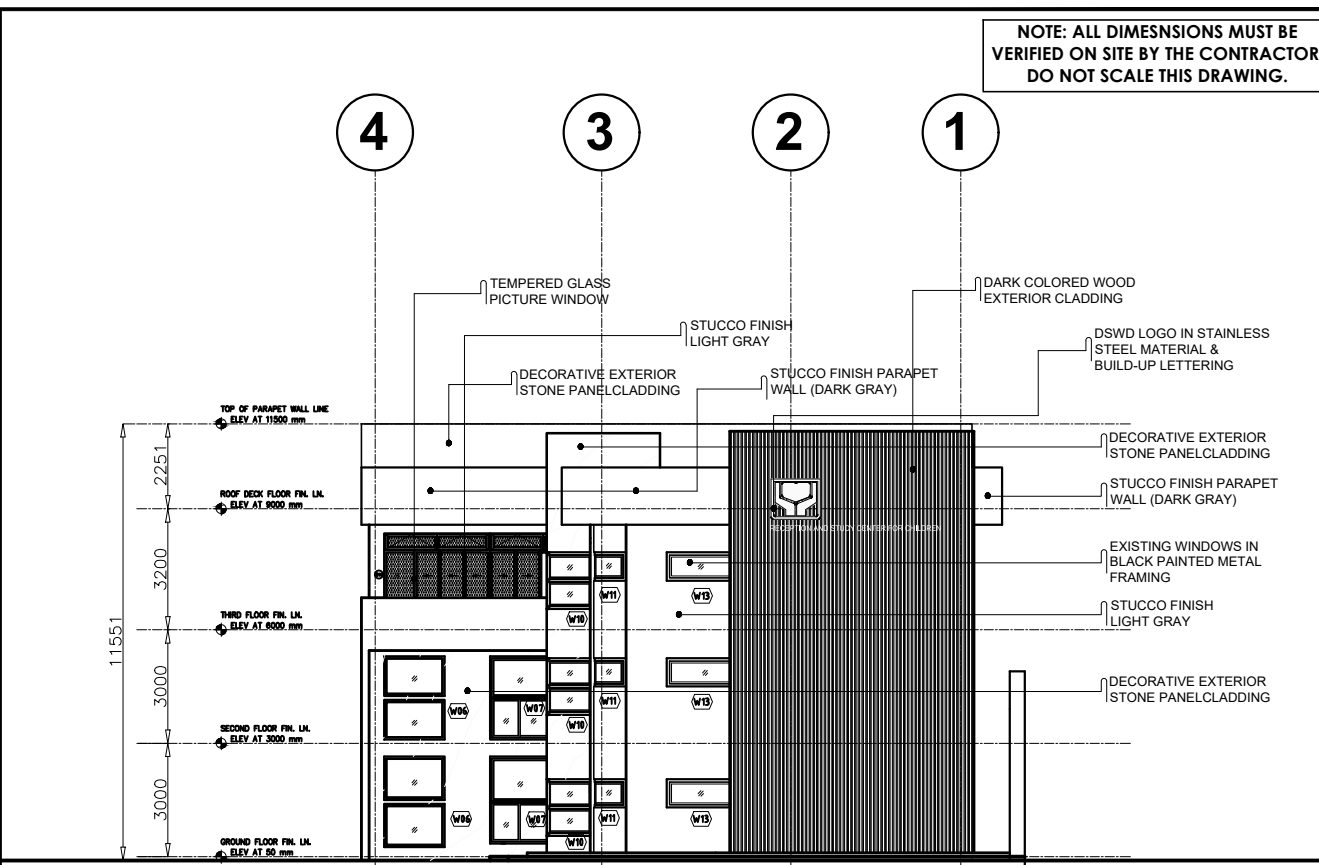 NOTE: ALL DIMESNSIONS MUST BE
VERIFIED ON SITE BY THE CONTRACTOR
DO NOT SCALE THIS DRAWING.
4
3
2
1
TEMPERED GLASS
PICTURE WINDOW
STUCCO FINISH
LIGHT GRAY
DECORATIVE EXTERIOR
STONE PANELCLADDING
STUCCO FINISH PARAPET
WALL (DARK GRAY)
DARK COLORED WOOD
EXTERIOR CLADDING
DSWD LOGO IN STAINLESS
STEEL MATERIAL &
BUILD-UP LETTERING
DECORATIVE EXTERIOR
STONE PANELCLADDING
STUCCO FINISH PARAPET
WALL (DARK GRAY)
EXISTING WINDOWS IN
BLACK PAINTED METAL
FRAMING
STUCCO FINISH
LIGHT GRAY
DECORATIVE EXTERIOR
STONE PANELCLADDING
TOP OF PARAPET WALL LINE
ELEV AT 11500 mm
ROOF DECK FLOOR FIN. LN.
ELEV AT 9000 mm
THIRD FLOOR FIN. LN.
ELEV AT 6000 mm
SECOND FLOOR FIN. LN.
ELEV AT 3000 mm
GROUND FLOOR FIN. LN.
ELEV AT 50 mm
11551
2251
3200
3000
3000
RECEPTION AND STUDY CENTER FOR CHILDREN
W11
W13
W10
W06
W07
W11
W13
W10
W06
W07
W11
W13
W10